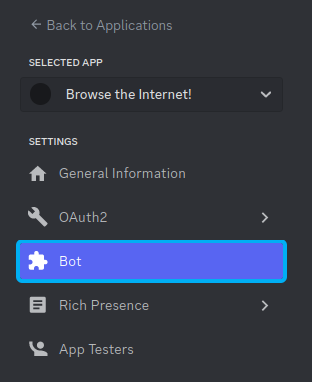 ← Back to Applications
SELECTED APP
Browse the Internet!
SETTINGS
General Information
OAuth2
Bot
Rich Presence
App Testers